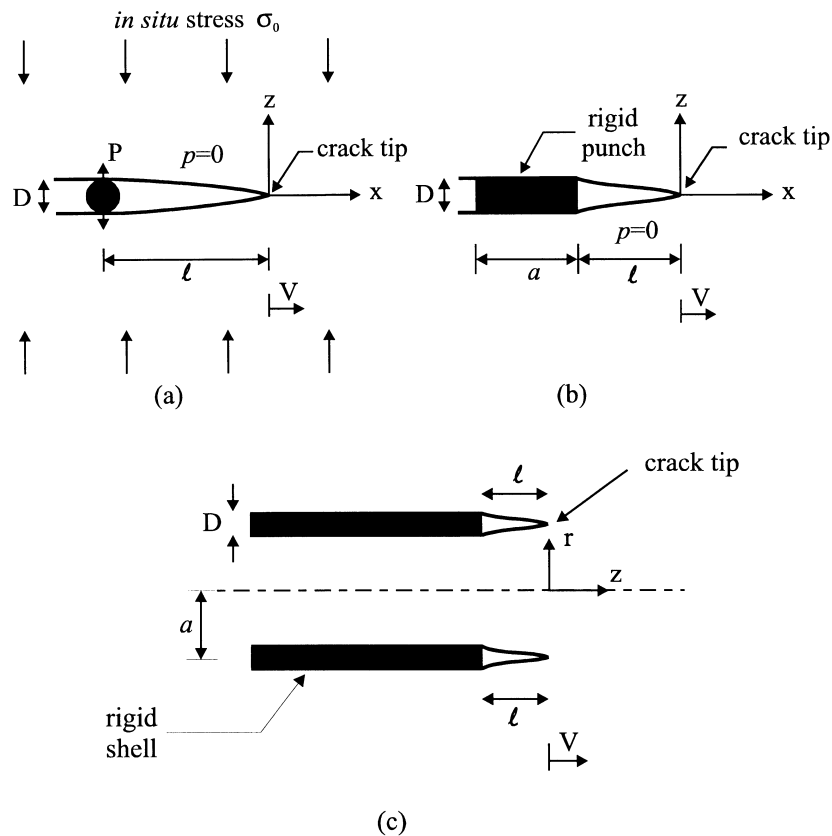 in situ stress σ₀
z
P
p=0
crack tip
D
x
ℓ
V
(a)
rigid
punch
z
crack tip
D
x
p=0
a
ℓ
V
(b)
ℓ
crack tip
D
r
z
a
rigid
shell
ℓ
V
(c)